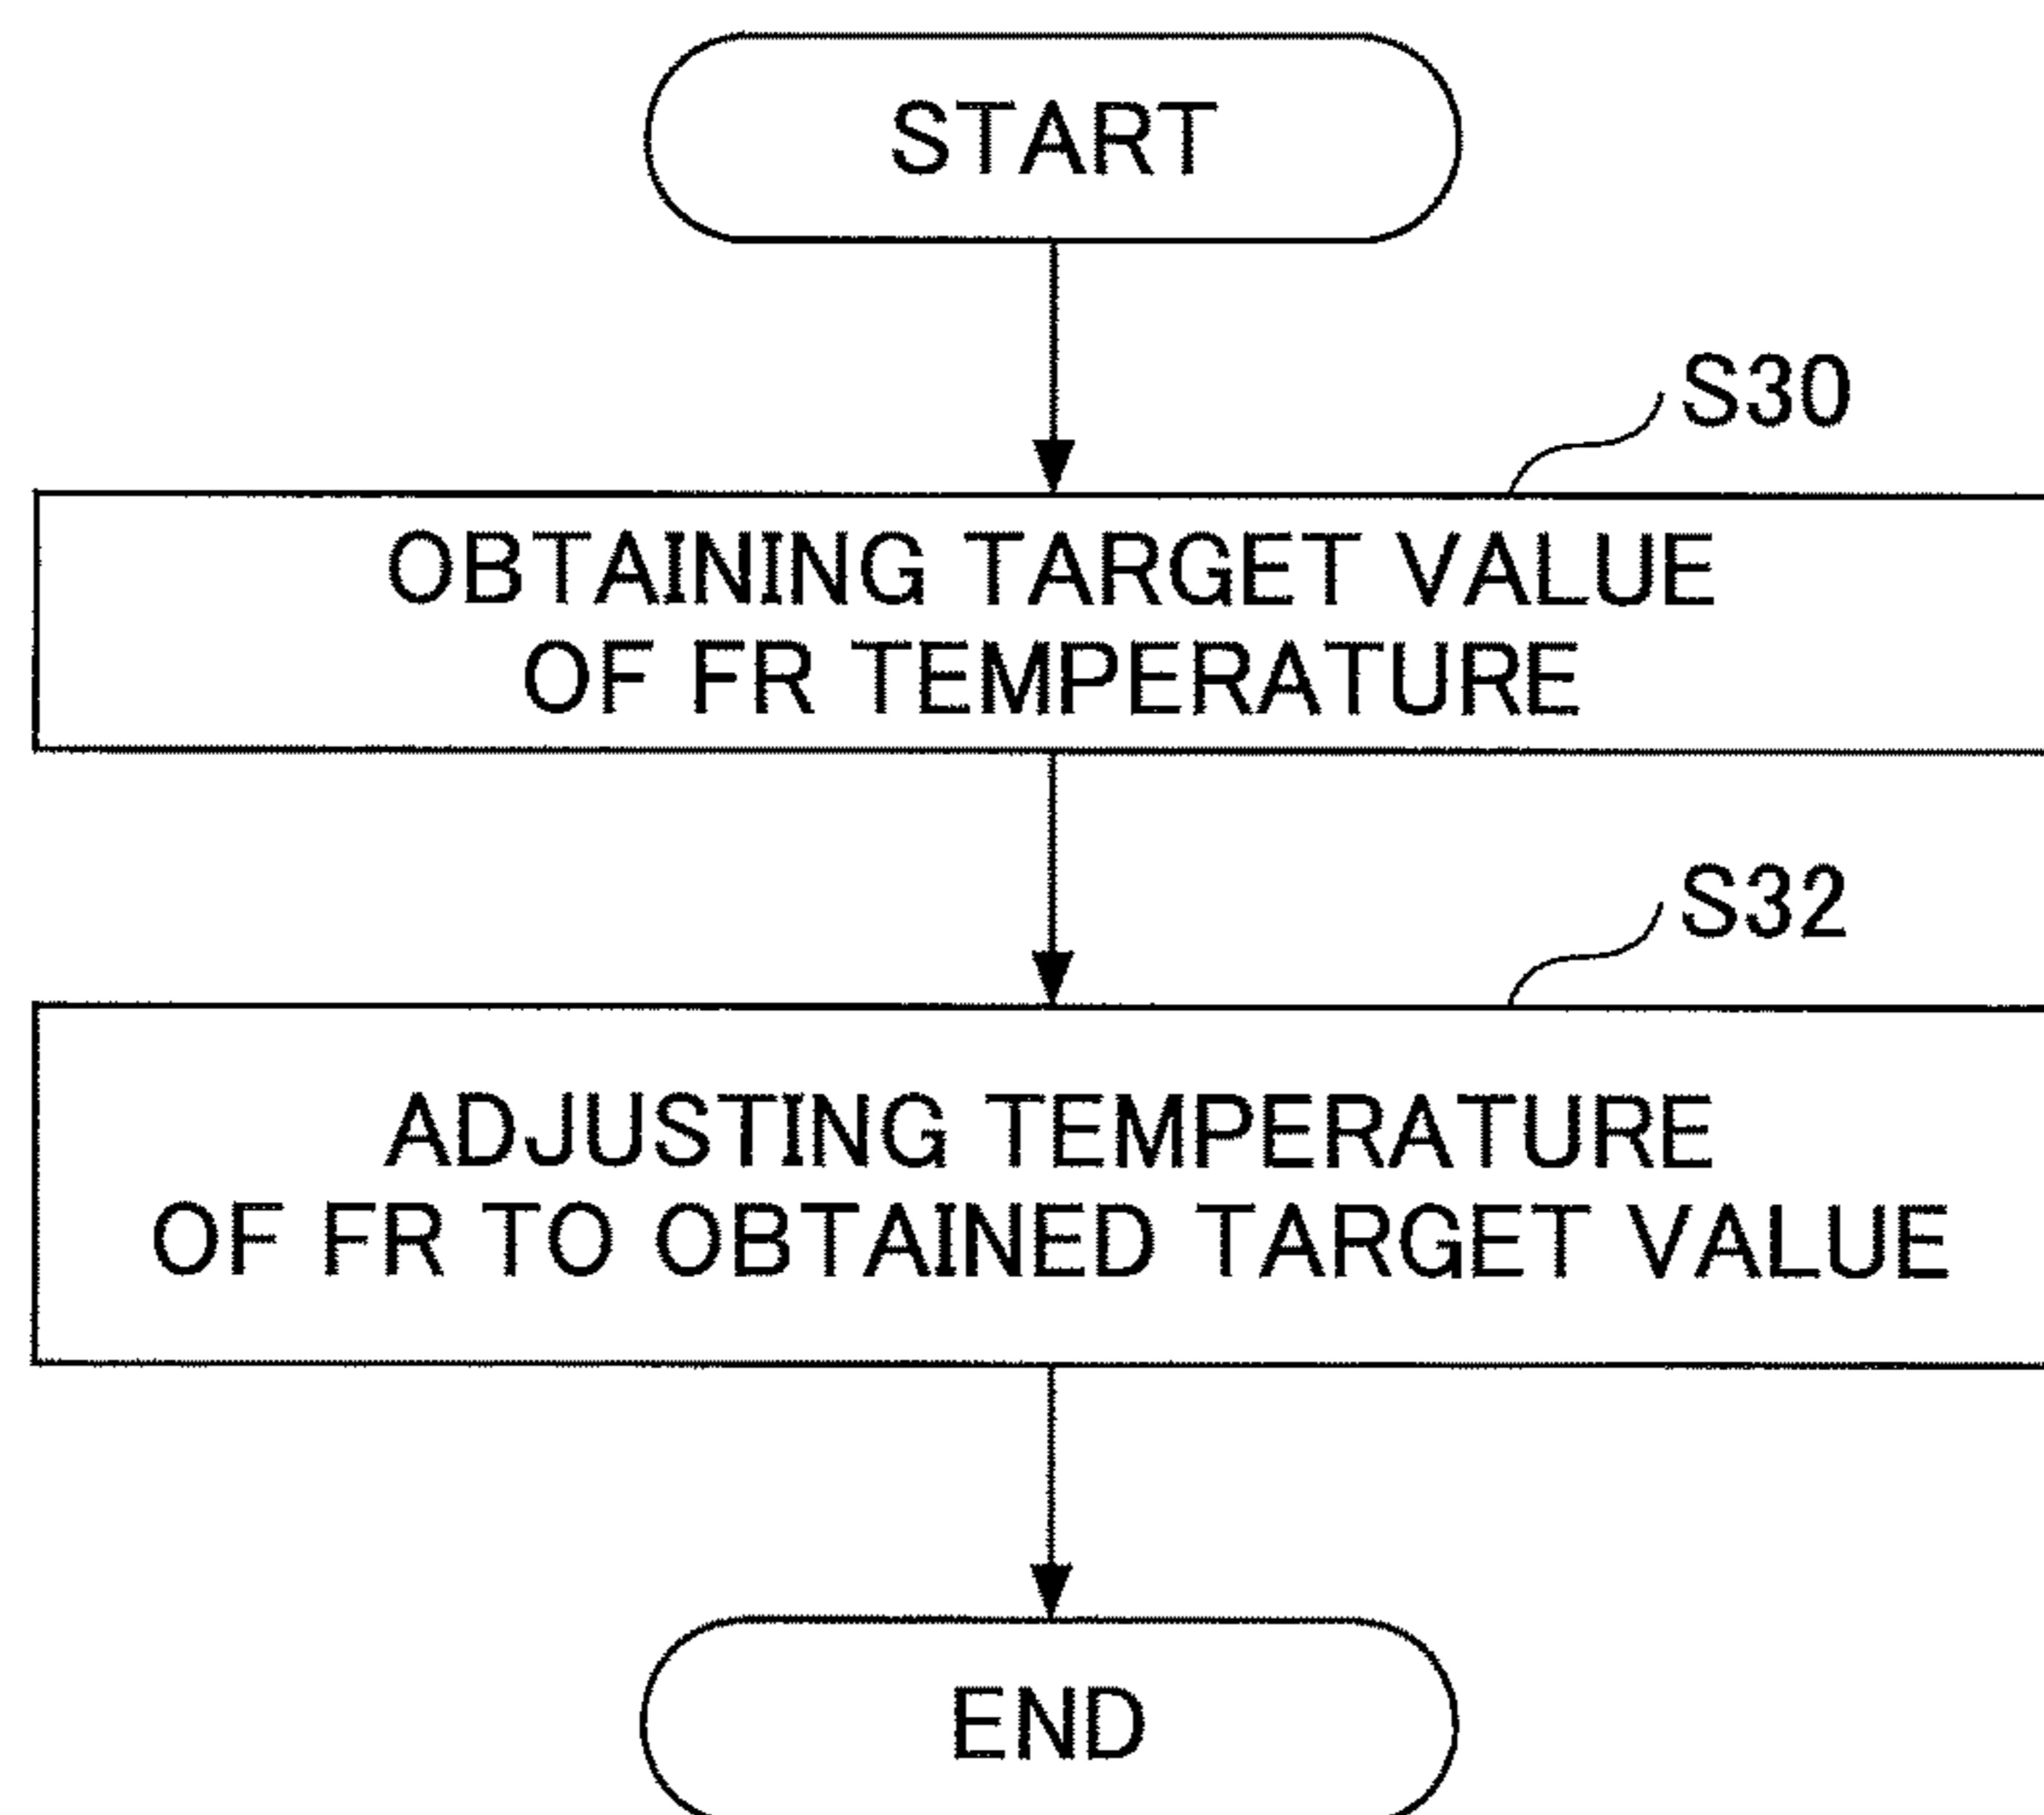 START
S30
OBTAINING TARGET VALUE
OF FR TEMPERATURE
S32
ADJUSTING TEMPERATURE
OF FR TO OBTAINED TARGET VALUE
END